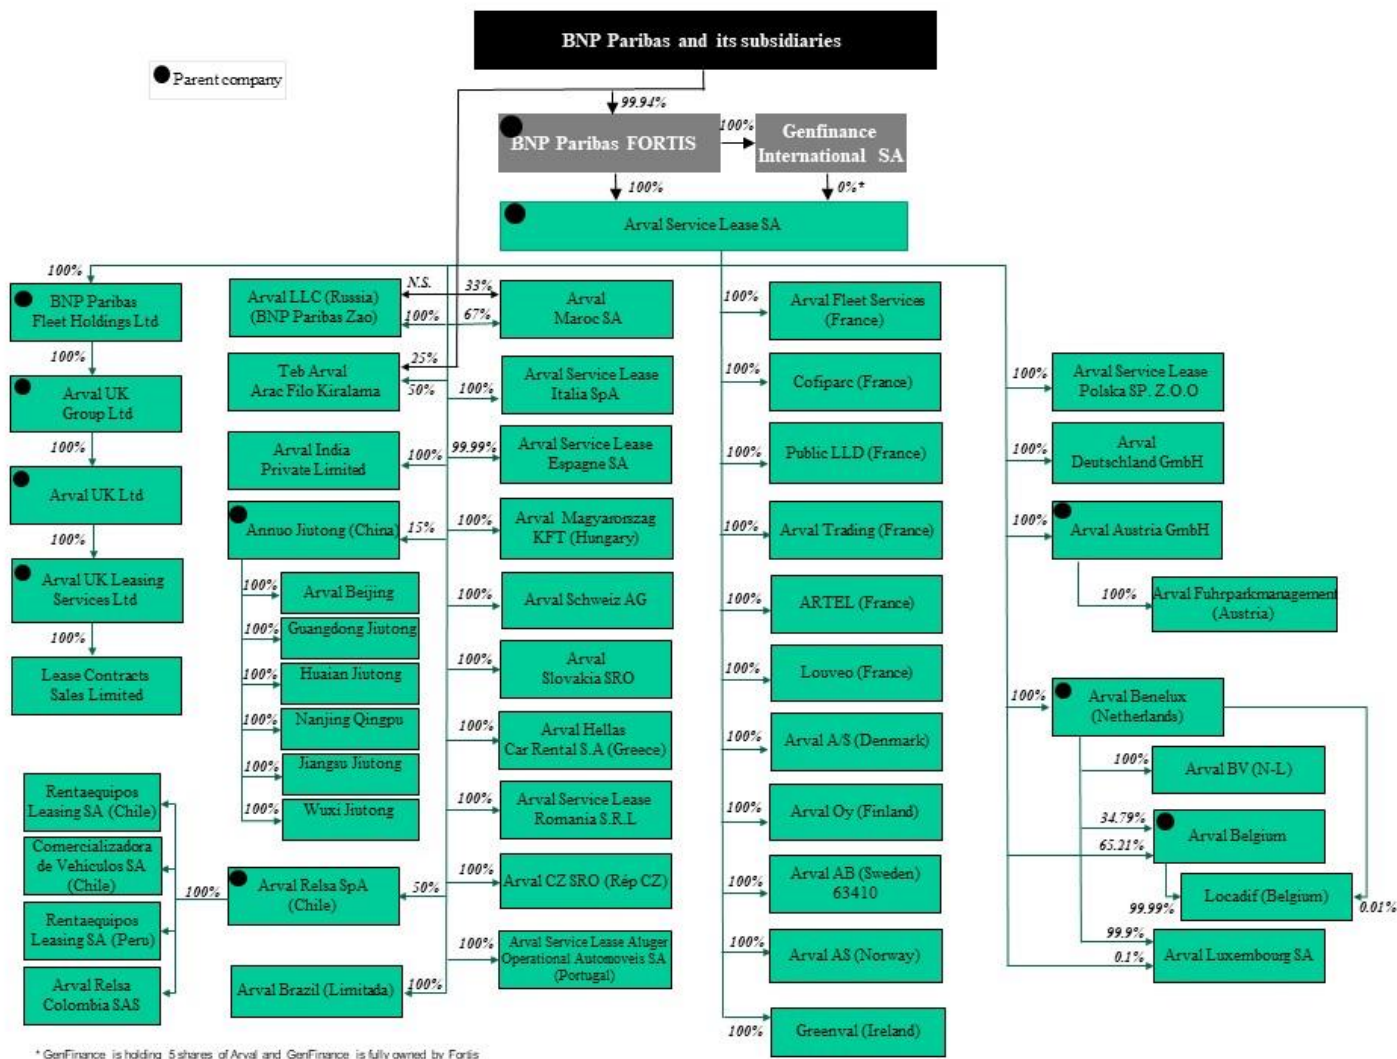 BNP Paribas and its subsidiaries
Parent company
99.94%
BNP Paribas FORTIS
100%
Genfinance
International SA
100%
0%*
Arval Service Lease SA
100%
BNP Paribas
Fleet Holdings Ltd
100%
Arval UK
Group Ltd
100%
Arval UK Ltd
100%
Arval UK Leasing
Services Ltd
100%
Lease Contracts
Sales Limited
Rentaequipos
Leasing SA (Chile)
Comercializadora
de Vehiculos SA
(Chile)
Rentaequipos
Leasing SA (Peru)
Arval Relsa
Colombia SAS
100%
Arval LLC (Russia)
(BNP Paribas Zao)
N.S.
100%
Teb Arval
Arac Filo Kiralama
25%
50%
Arval India
Private Limited
100%
Annuo Jiutong (China)
15%
100%
Arval Beijing
100%
Guangdong Jiutong
100%
Huaian Jiutong
100%
Nanjing Qingpu
100%
Jiangsu Jiutong
100%
Wuxi Jiutong
Arval Relsa SpA
(Chile)
50%
Arval Brazil (Limitada)
100%
33%
67%
Arval
Maroc SA
100%
Arval Service Lease
Italia SpA
99.99%
Arval Service Lease
Espagne SA
100%
Arval Magyarorszag
KFT (Hungary)
100%
Arval Schweiz AG
100%
Arval
Slovakia SRO
100%
Arval Hellas
Car Rental S.A (Greece)
100%
Arval Service Lease
Romania S.R.L
100%
Arval CZ SRO (Rép CZ)
100%
Arval Service Lease Aluger
Operational Automoveis SA
(Portugal)
100%
Arval Fleet Services
(France)
100%
Cofiparc (France)
100%
Public LLD (France)
100%
Arval Trading (France)
100%
ARTEL (France)
100%
Louveo (France)
100%
Arval A/S (Denmark)
100%
Arval Oy (Finland)
100%
Arval AB (Sweden)
63410
100%
Arval AS (Norway)
100%
Greenval (Ireland)
100%
Arval Service Lease
Polska SP. Z.O.O
100%
Arval
Deutschland GmbH
100%
Arval Austria GmbH
100%
Arval Fuhrparkmanagement
(Austria)
100%
Arval Benelux
(Netherlands)
100%
Arval BV (N-L)
34.79%
65.21%
Arval Belgium
99.99%
Locadif (Belgium)
0.01%
99.9%
0.1%
Arval Luxembourg SA
* GenFinance is holding 5 shares of Arval and GenFinance is fully owned by Fortis